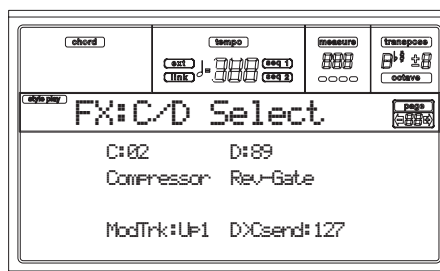 chord tempo measure transpose
ext seq 1
link seq 2
octave
style play FX:C/D Select page
C:02 D:89
Compressor Rev-Gate
ModTrk:Up1 DXCsend:127